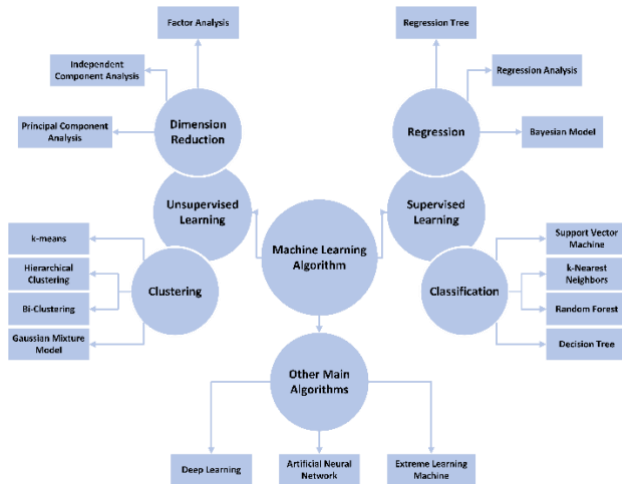 Factor Analysis
Regression Tree
Independent
Component Analysis
Regression Analysis
Principal Component
Analysis
Dimension
Reduction
Regression
Bayesian Model
Unsupervised
Learning
Supervised
Learning
k-means
Hierarchical
Clustering
Bi-Clustering
Gaussian Mixture
Model
Clustering
Machine Learning
Algorithm
Classification
Support Vector
Machine
k-Nearest
Neighbors
Random Forest
Decision Tree
Other Main
Algorithms
Deep Learning
Artificial Neural
Network
Extreme Learning
Machine